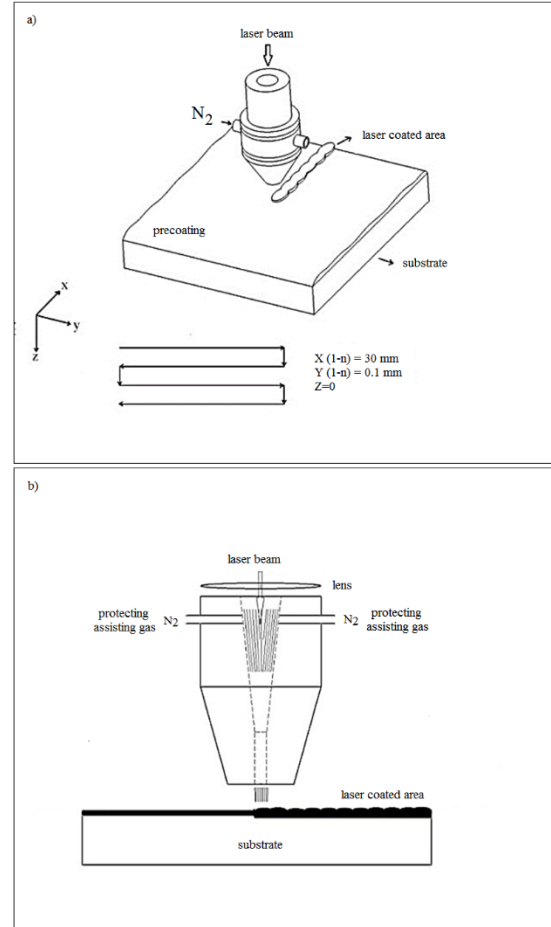 a)
laser beam
N2
laser coated area
precoating
substrate
x
y
z
X (1-n) = 30 mm
Y (1-n) = 0.1 mm
Z=0
b)
laser beam
lens
protecting
assisting gas
N2
N2
protecting
assisting gas
laser coated area
substrate